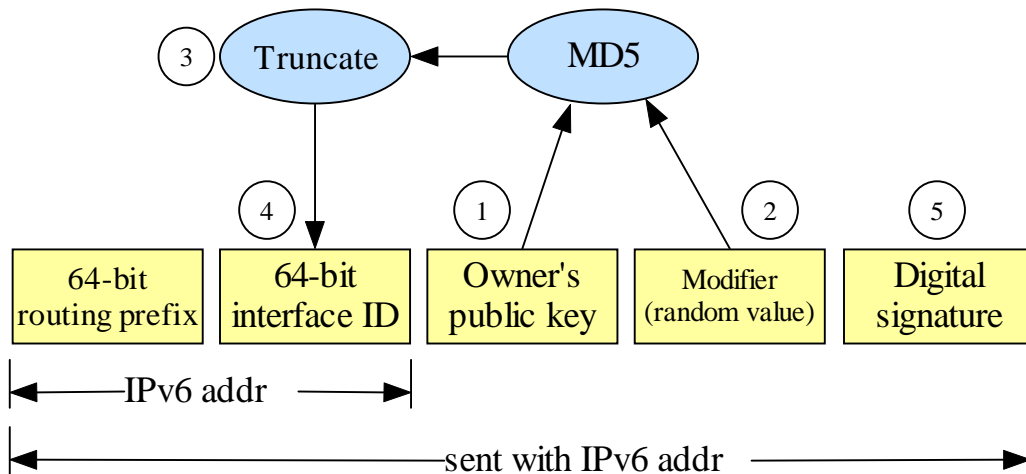 3
Truncate
MD5
4
1
2
5
64-bit
routing prefix
64-bit
interface ID
Owner's
public key
Modifier
(random value)
Digital
signature
IPv6 addr
sent with IPv6 addr